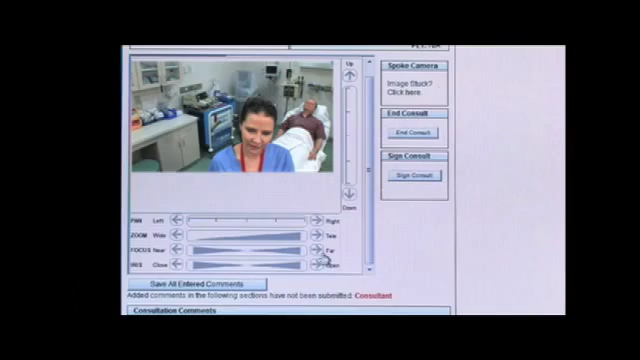 Up
Spoke Camera
Image Stuck?
Click here.
End Consult
End Consult
Sign Consult
Sign Consult
Down
PAN Left Right
ZOOM Wide Tele
FOCUS Near Far
IRIS Close Open
Save All Entered Comments
Added comments in the following sections have not been submitted: Consultant
Consultation Comments